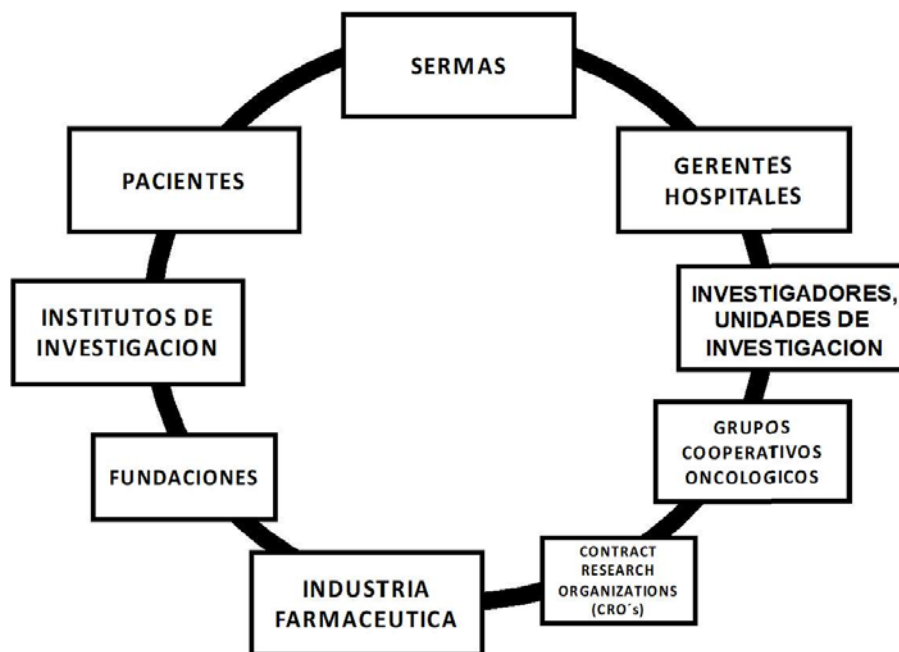 SERMAS
PACIENTES
GERENTES
HOSPITALES
INSTITUTOS DE
INVESTIGACION
INVESTIGADORES,
UNIDADES DE
INVESTIGACION
FUNDACIONES
GRUPOS
COOPERATIVOS
ONCOLOGICOS
INDUSTRIA
FARMACEUTICA
CONTRACT
RESEARCH
ORGANIZATIONS
(CRO´s)